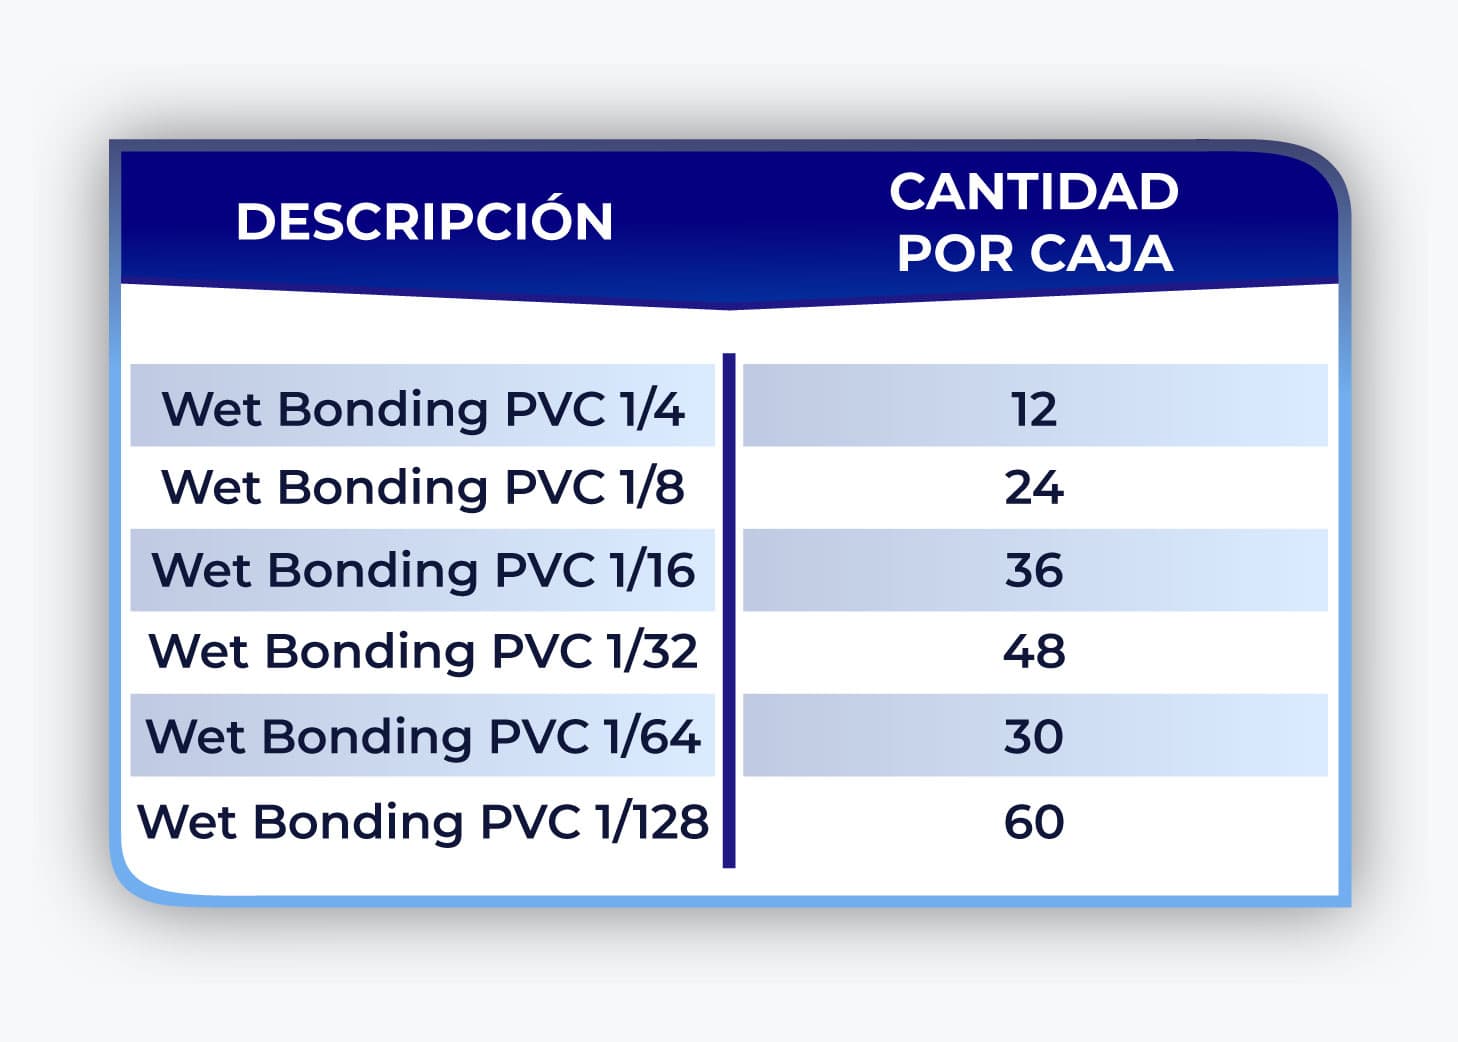 DESCRIPCIÓN
CANTIDAD
POR CAJA
Wet Bonding PVC 1/4 12
Wet Bonding PVC 1/8 24
Wet Bonding PVC 1/16 36
Wet Bonding PVC 1/32 48
Wet Bonding PVC 1/64 30
Wet Bonding PVC 1/128 60